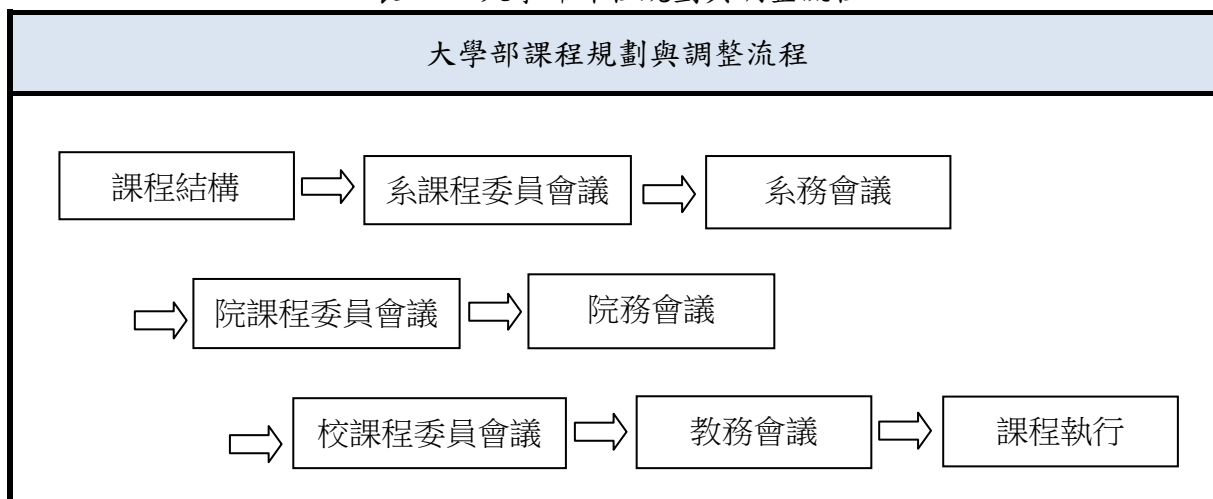 大學部課程規劃與調整流程
課程結構 系課程委員會議 系務會議
院課程委員會議 院務會議
校課程委員會議 教務會議 課程執行